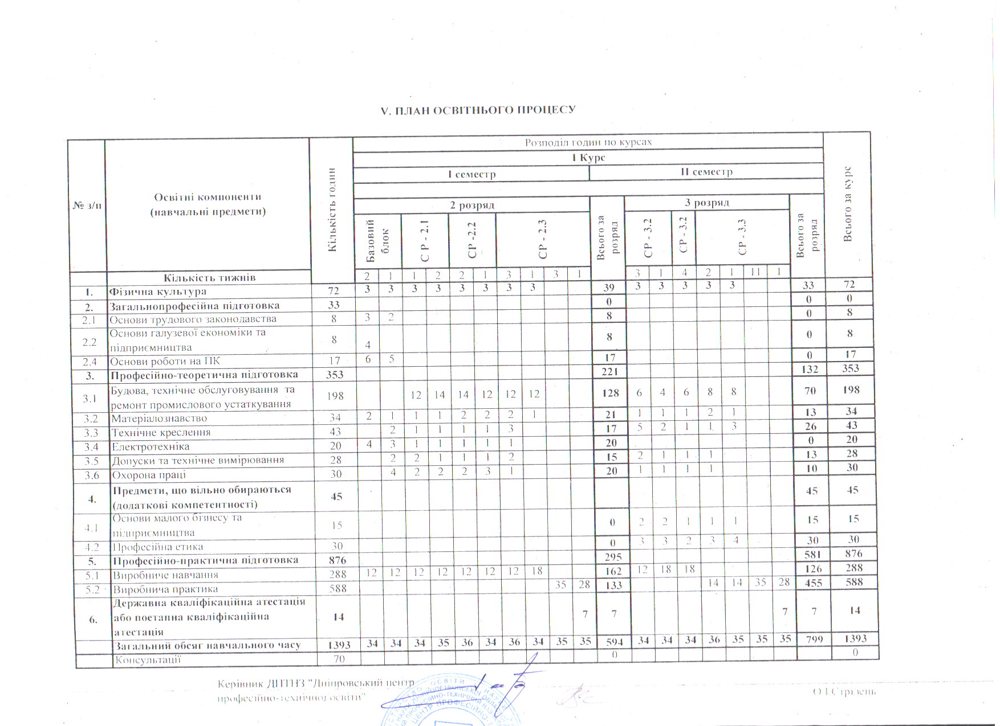 V. ПЛАН ОСВІТНЬОГО ПРОЦЕСУ
№ з/п
Освітні компоненти
(навчальні предмети)
Кількість годин
Розподіл годин по курсах
Всього за курс
I Курс
I семестр II семестр
2 розряд Всього за розряд 3 розряд Всього за розряд
Базовий блок СР - 2.1 СР -2.2 СР - 2.3 СР - 3.2 СР - 3.2 СР - 3.3
Кількість тижнів 2 1 1 2 2 1 3 1 3 1 3 1 4 2 1 11 1
1. Фізична культура 72 3 3 3 3 3 3 3 3 39 3 3 3 3 3 33 72
2. Загальнопрофесійна підготовка 33 0 0 0
2.1 Основи трудового законодавства 8 3 2 8 0 8
2.2 Основи галузевої економіки та
підприємництва 8 4 8 0 8
2.4 Основи роботи на ПК 17 6 5 17 0 17
3. Професійно-теоретична підготовка 353 221 132 353
3.1 Будова, технічне обслуговування та
ремонт промислового устаткування 198 12 14 14 12 12 12 128 6 4 6 8 8 70 198
3.2 Матеріалознавство 34 2 1 1 1 2 2 2 1 21 1 1 1 2 1 13 34
3.3 Технічне креслення 43 2 1 1 1 1 3 17 5 2 1 1 3 26 43
3.4 Електротехніка 20 4 3 1 1 1 1 1 20 0 20
3.5 Допуски та технічне вимірювання 28 2 2 1 1 1 2 15 2 1 1 1 13 28
3.6 Охорона праці 30 4 2 2 2 3 1 20 1 1 1 1 10 30
4. Предмети, що вільно обираються
(додаткові компетентності) 45 45 45
4.1 Основи малого бізнесу та
підприємництва 15 0 2 2 1 1 1 15 15
4.2 Професійна етика 30 0 3 3 2 3 4 30 30
5. Професійно-практична підготовка 876 295 581 876
5.1 Виробниче навчання 288 12 12 12 12 12 12 12 18 162 12 18 18 126 288
5.2 Виробнича практика 588 35 28 133 14 14 35 28 455 588
6. Державна кваліфікаційна атестація
або поетапна кваліфікаційна
атестація 14 7 7 7 7 14
Загальний обсяг навчального часу 1393 34 34 34 35 36 34 36 34 35 35 594 34 34 34 36 35 35 35 799 1393
Консультації 70 0 0
Керівник ДПТНЗ "Дніпровський центр
професійно-технічної освіти"